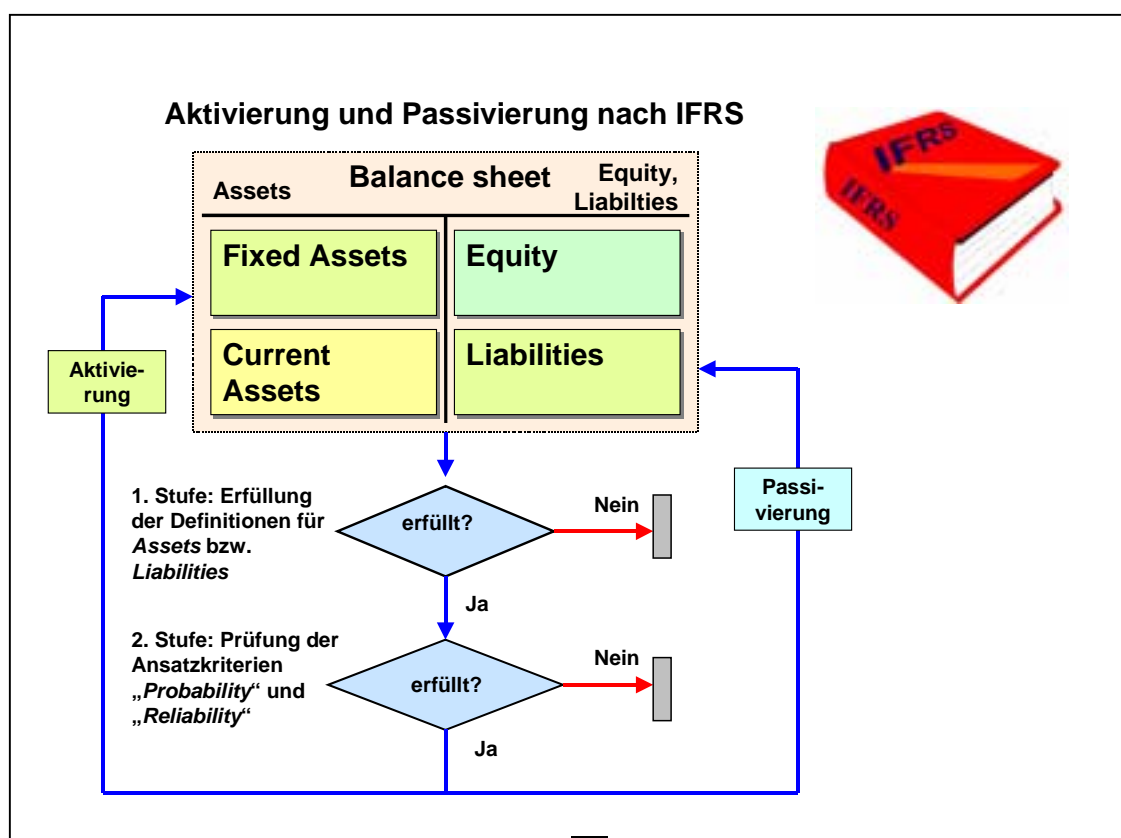 Aktivierung und Passivierung nach IFRS
IFRS
IFRS
Assets
Balance sheet
Equity,
Liabilties
Fixed Assets
Equity
Current
Assets
Liabilities
Aktivie-
rung
Passi-
vierung
1. Stufe: Erfüllung
der Definitionen für
Assets bzw.
Liabilities
erfüllt?
Nein
Ja
2. Stufe: Prüfung der
Ansatzkriterien
„Probability“ und
„Reliability“
erfüllt?
Nein
Ja